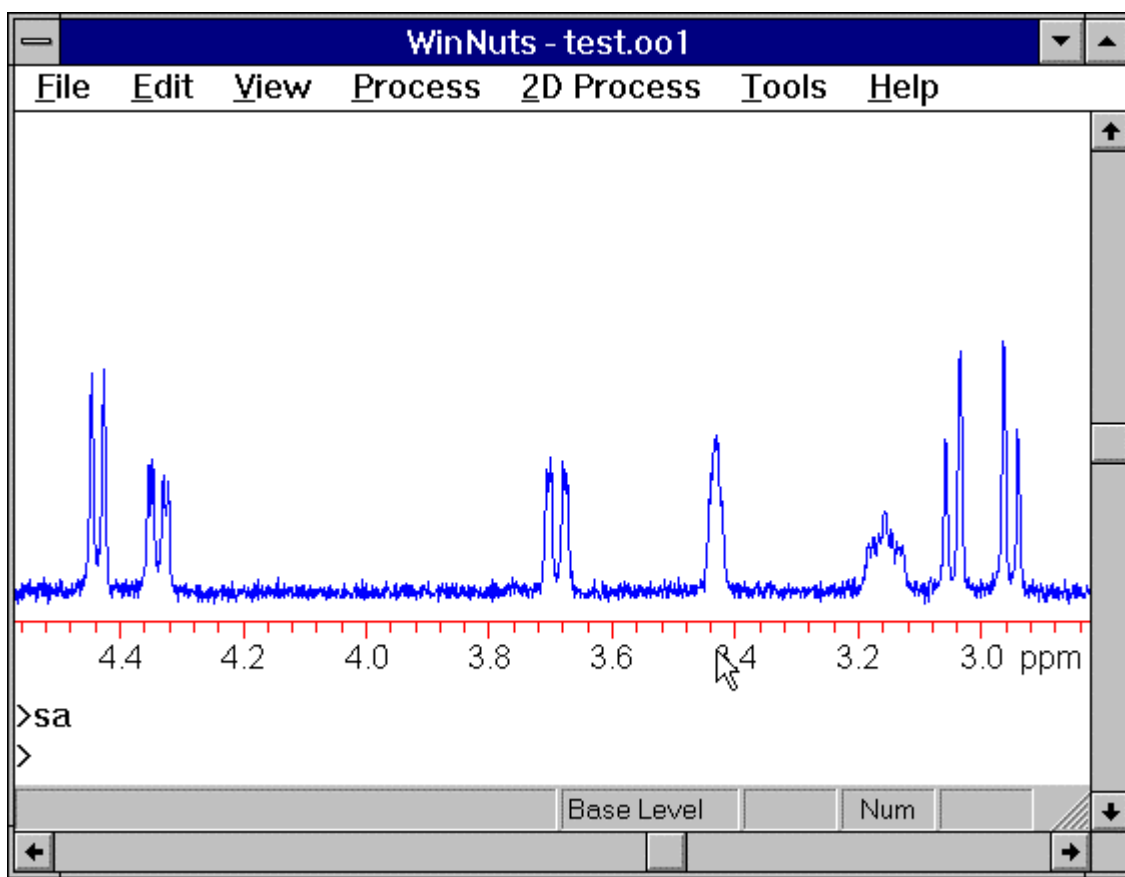 WinNuts - test.oo1
File Edit View Process 2D Process Tools Help
4.4 4.2 4.0 3.8 3.6 3.4 3.2 3.0 ppm
>sa
>
Base Level Num